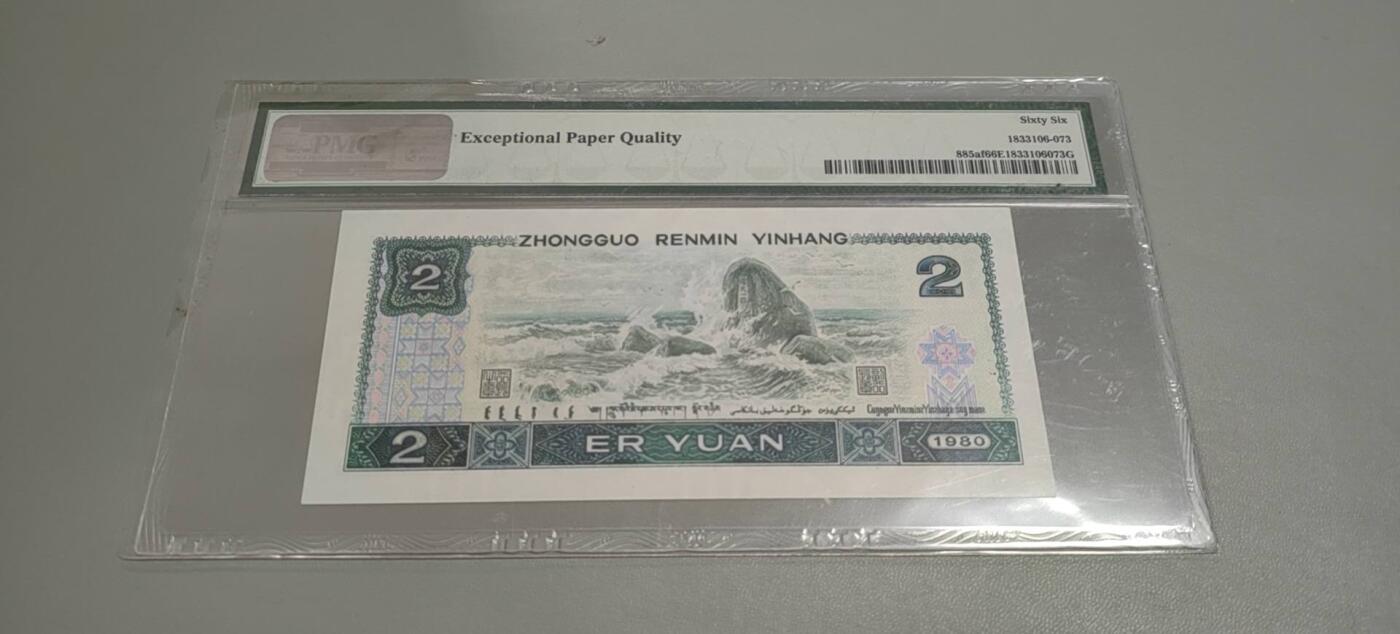 PMG
Exceptional Paper Quality
Sixty Six
1833106-073
885af66E1833106073G
ZHONGGUO RENMIN YINHANG
2
2
2
ER YUAN
1980